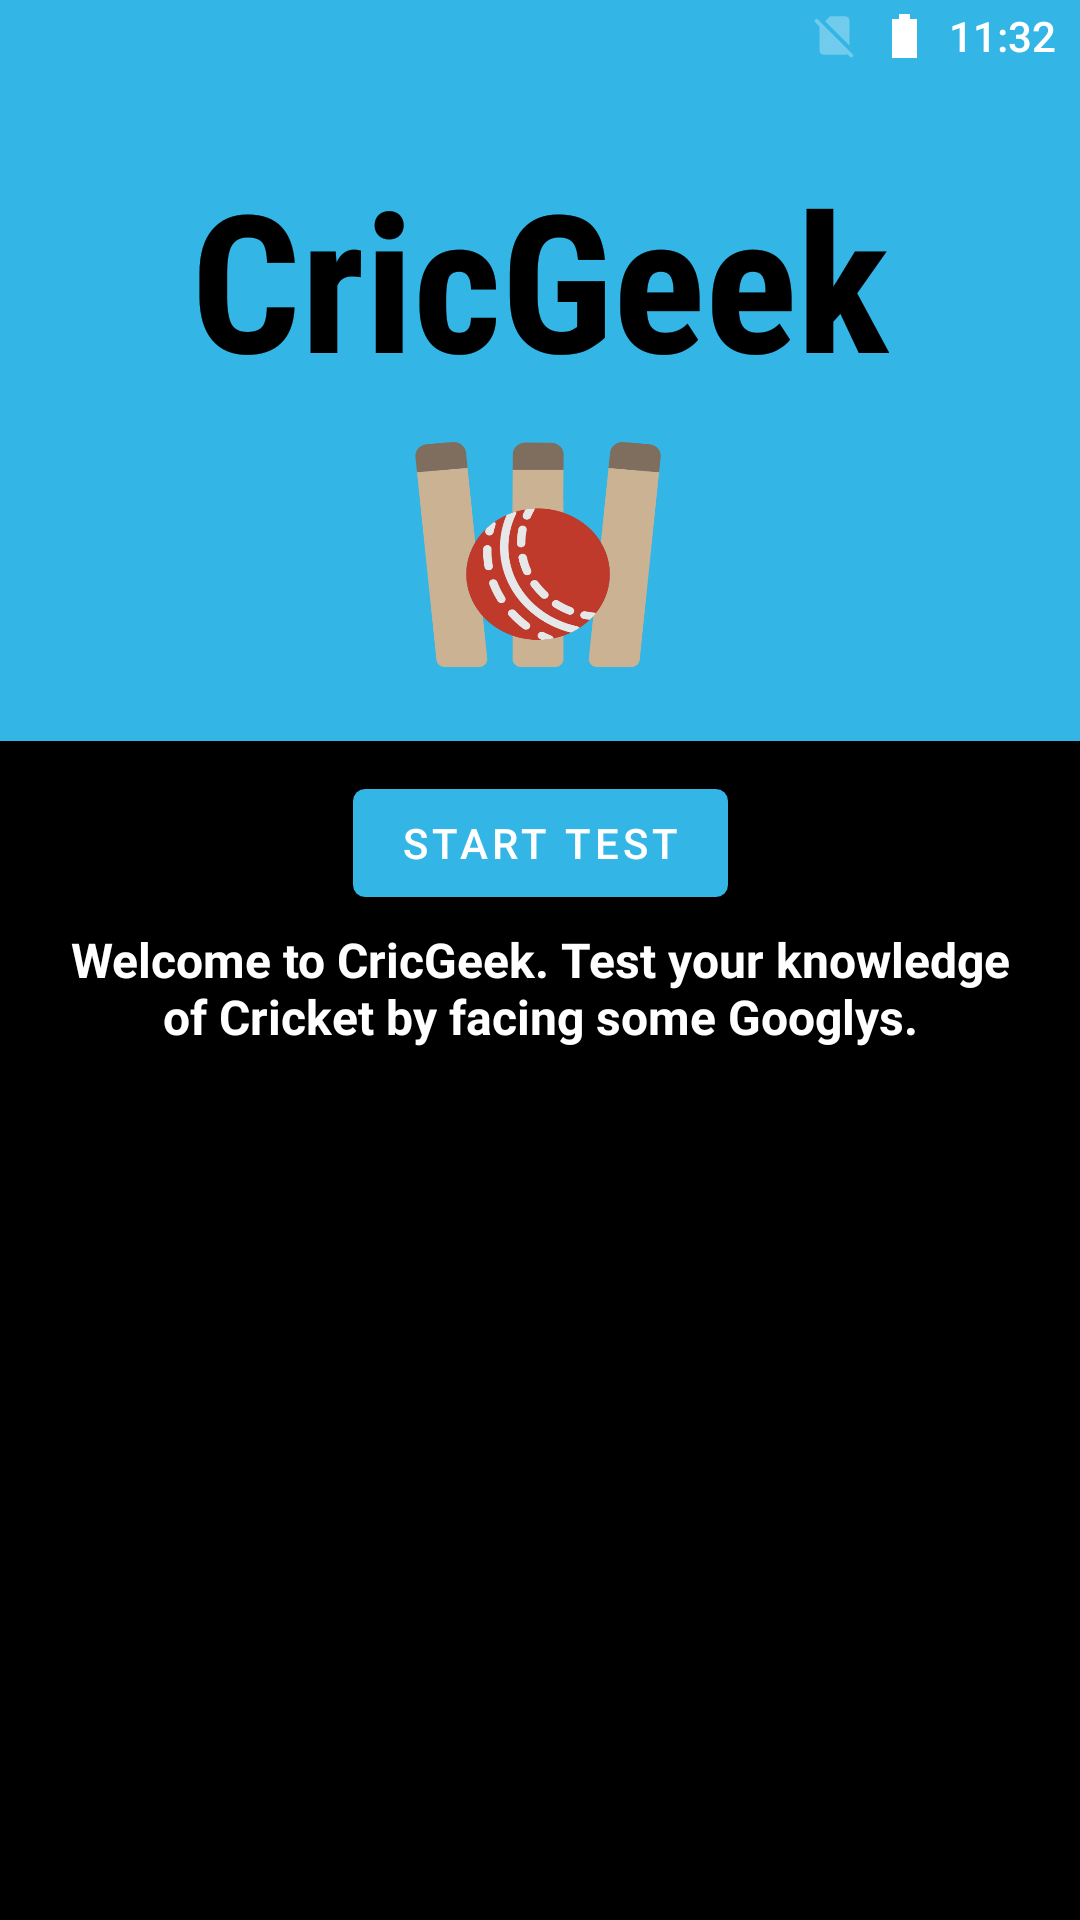 11:32
CricGeek
START TEST
Welcome to CricGeek. Test your knowledge
of Cricket by facing some Googlys.